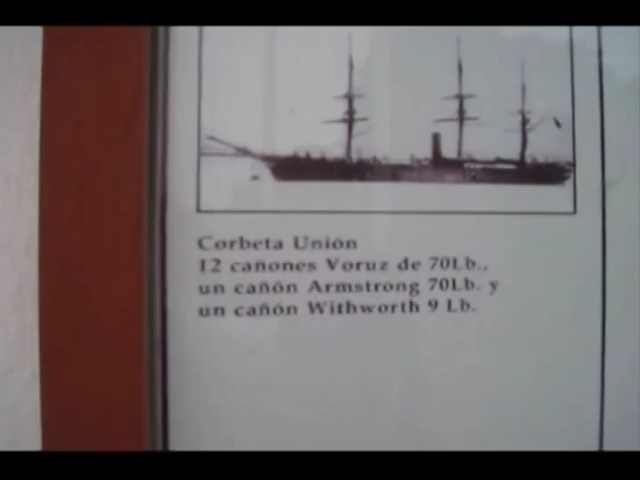 Corbeta Unión
12 cañones Voruz de 70Lb.,
un cañón Armstrong 70Lb. y
un cañón Withworth 9 Lb.